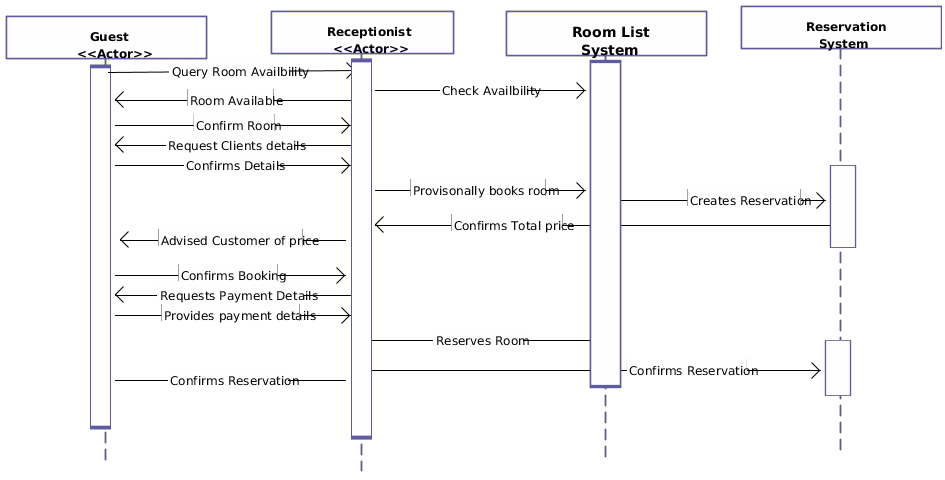 Guest
<<Actor>>
Receptionist
<<Actor>>
Room List
System
Reservation
System
Query Room Availbility
Check Availbility
Room Available
Confirm Room
Request Clients details
Confirms Details
Provisonally books room
Creates Reservation
Confirms Total price
Advised Customer of price
Confirms Booking
Requests Payment Details
Provides payment details
Reserves Room
Confirms Reservation
Confirms Reservation